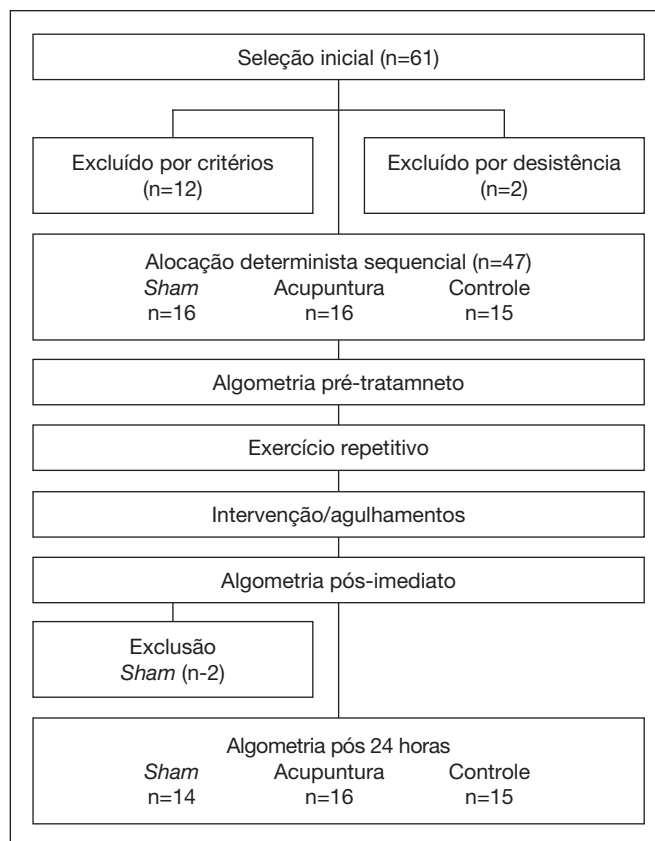 Seleção inicial (n=61)
Excluído por critérios
(n=12)
Excluído por desistência
(n=2)
Alocação determinista sequencial (n=47)
Sham Acupuntura Controle
n=16 n=16 n=15
Algometria pré-tratamneto
Exercício repetitivo
Intervenção/agulhamentos
Algometria pós-imediato
Exclusão
Sham (n-2)
Algometria pós 24 horas
Sham Acupuntura Controle
n=14 n=16 n=15